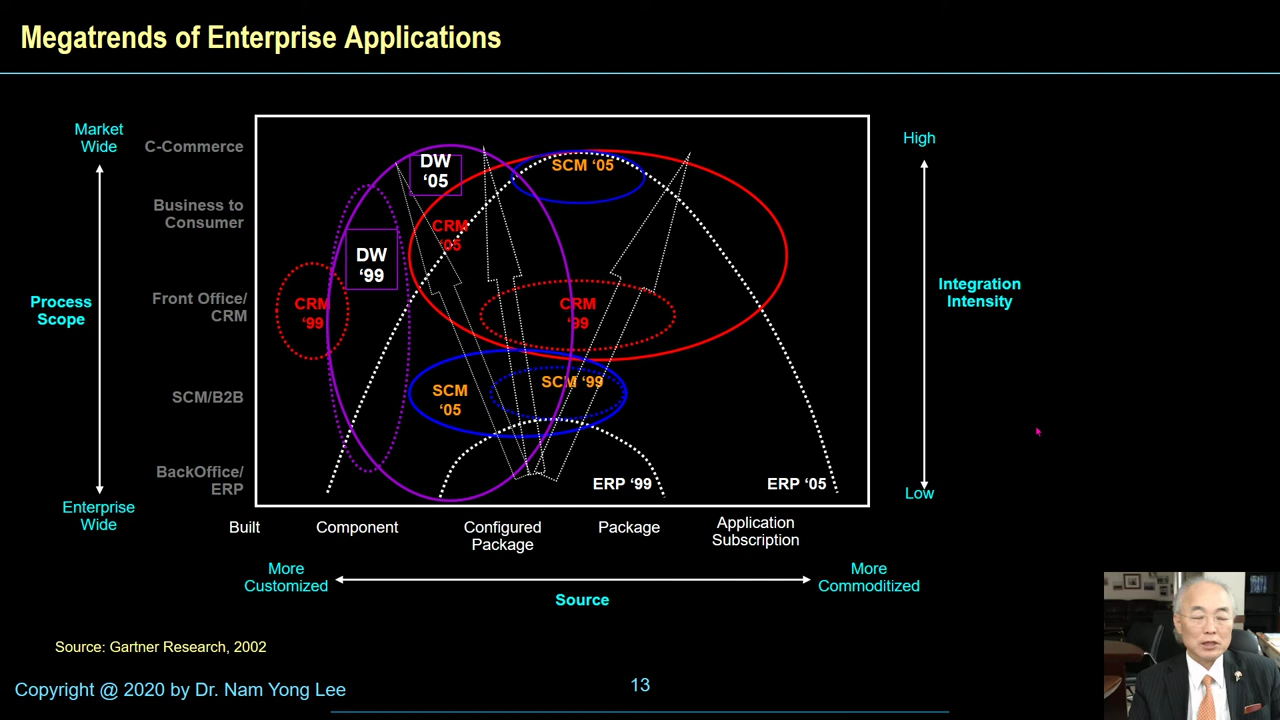 Megatrends of Enterprise Applications
Market
Wide
Process
Scope
Enterprise
Wide
C-Commerce
Business to
Consumer
Front Office/
CRM
SCM/B2B
BackOffice/
ERP
DW
‘05
SCM ‘05
CRM
‘05
DW
‘99
CRM
‘99
CRM
‘99
SCM ‘99
SCM
‘05
ERP ‘99
ERP ‘05
High
Integration
Intensity
Low
Built
Component
Configured
Package
Package
Application
Subscription
More
Customized
More
Commoditized
Source
Source: Gartner Research, 2002
Copyright @ 2020 by Dr. Nam Yong Lee
13